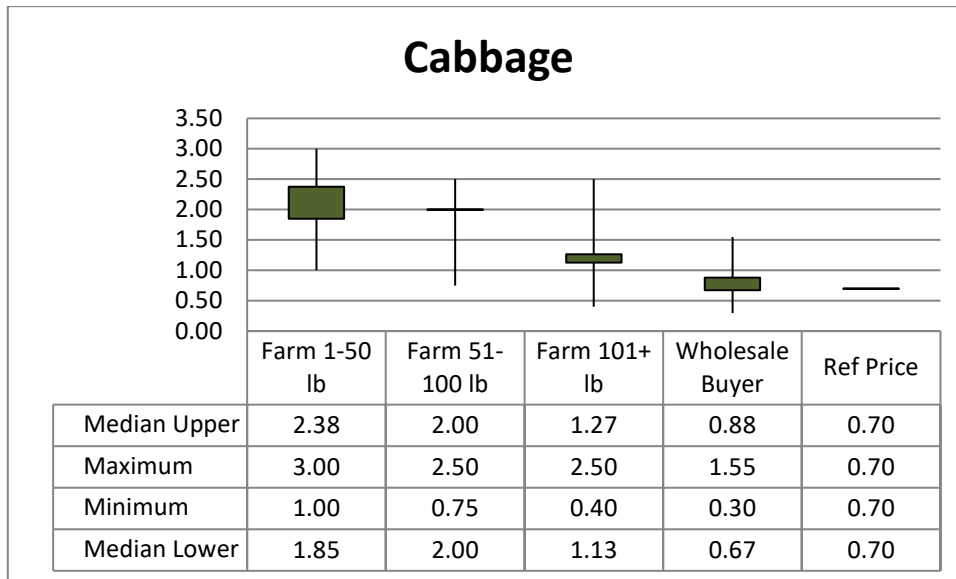 Cabbage
3.50
3.00
2.50
2.00
1.50
1.00
0.50
0.00
Farm 1-50 lb Farm 51-100 lb Farm 101+ lb Wholesale Buyer Ref Price
Median Upper 2.38 2.00 1.27 0.88 0.70
Maximum 3.00 2.50 2.50 1.55 0.70
Minimum 1.00 0.75 0.40 0.30 0.70
Median Lower 1.85 2.00 1.13 0.67 0.70